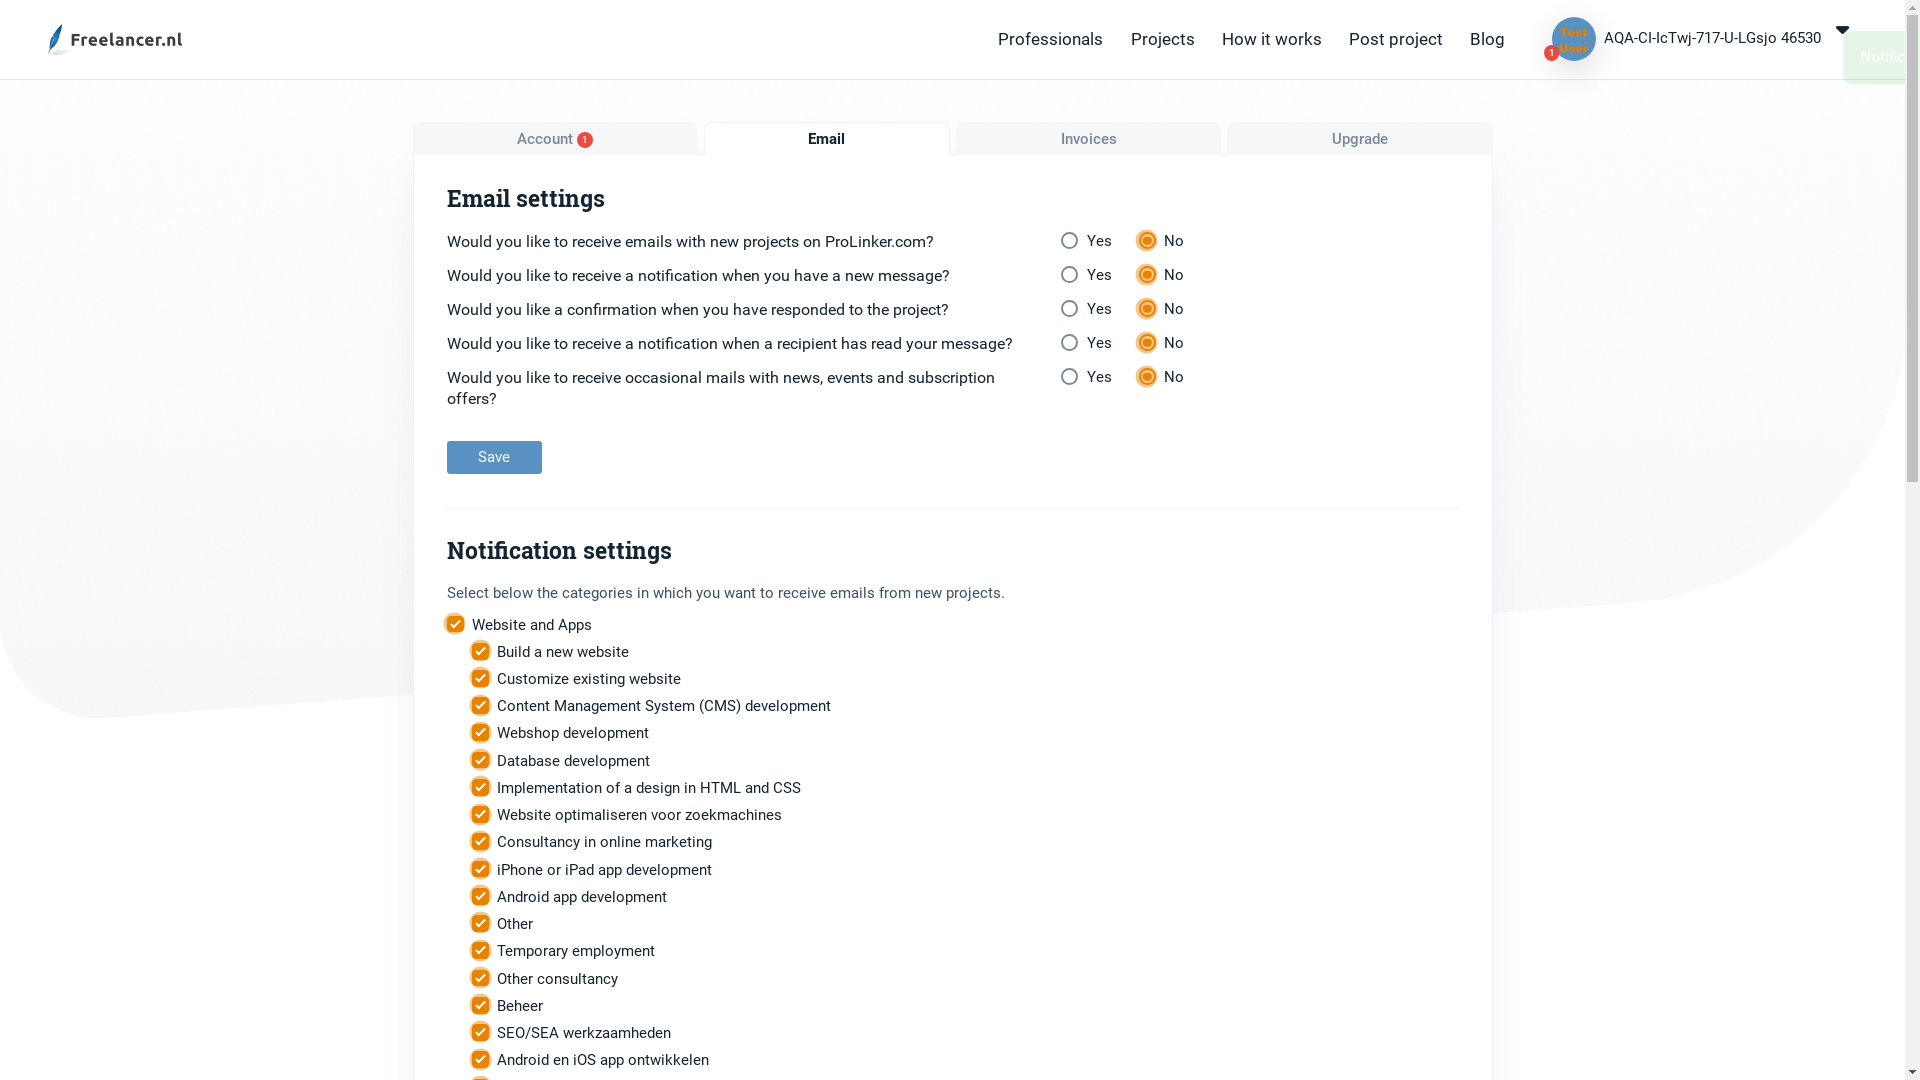 Freelancer.nl
Professionals Projects How it works Post project Blog
Test
User
1
AQA-CI-IcTwj-717-U-LGsjo 46530
Account 1
Email
Invoices
Upgrade
Email settings
Would you like to receive emails with new projects on ProLinker.com? Yes No
Would you like to receive a notification when you have a new message? Yes No
Would you like a confirmation when you have responded to the project? Yes No
Would you like to receive a notification when a recipient has read your message? Yes No
Would you like to receive occasional mails with news, events and subscription Yes No
offers?
Save
Notification settings
Select below the categories in which you want to receive emails from new projects.
Website and Apps
Build a new website
Customize existing website
Content Management System (CMS) development
Webshop development
Database development
Implementation of a design in HTML and CSS
Website optimaliseren voor zoekmachines
Consultancy in online marketing
iPhone or iPad app development
Android app development
Other
Temporary employment
Other consultancy
Beheer
SEO/SEA werkzaamheden
Android en iOS app ontwikkelen